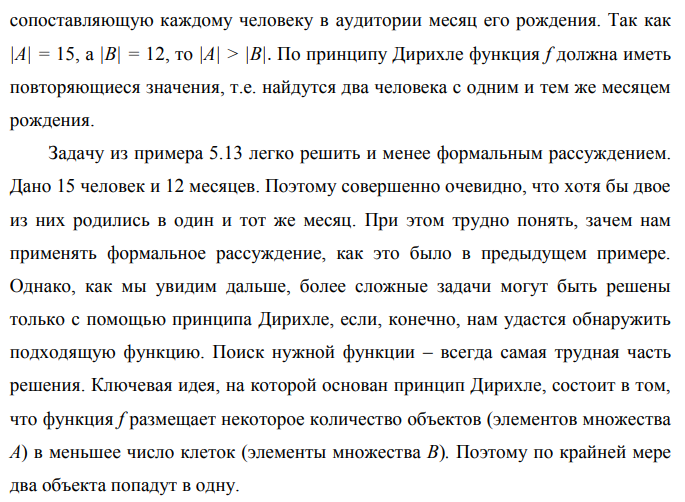 сопоставляющую каждому человеку в аудитории месяц его рождения. Так как
|A| = 15, а |B| = 12, то |A| > |B|. По принципу Дирихле функция f должна иметь
повторяющиеся значения, т.е. найдутся два человека с одним и тем же месяцем
рождения.
Задачу из примера 5.13 легко решить и менее формальным рассуждением.
Дано 15 человек и 12 месяцев. Поэтому совершенно очевидно, что хотя бы двое
из них родились в один и тот же месяц. При этом трудно понять, зачем нам
применять формальное рассуждение, как это было в предыдущем примере.
Однако, как мы увидим дальше, более сложные задачи могут быть решены
только с помощью принципа Дирихле, если, конечно, нам удастся обнаружить
подходящую функцию. Поиск нужной функции – всегда самая трудная часть
решения. Ключевая идея, на которой основан принцип Дирихле, состоит в том,
что функция f размещает некоторое количество объектов (элементов множества
A) в меньшее число клеток (элементы множества B). Поэтому по крайней мере
два объекта попадут в одну.